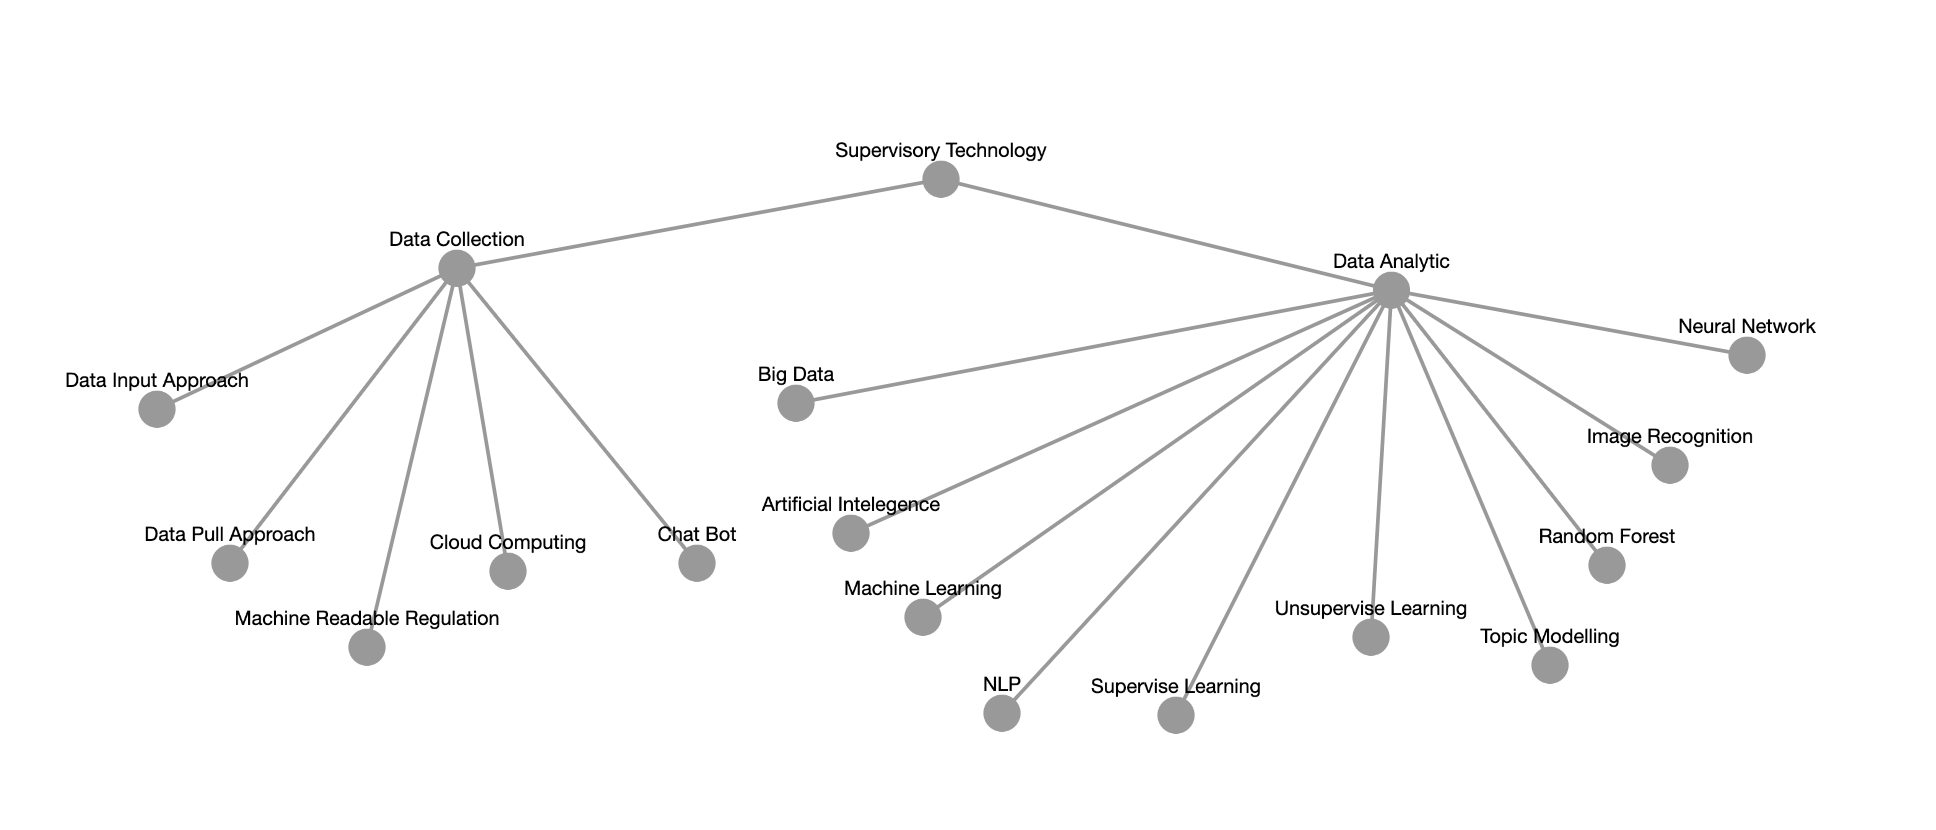 Supervisory Technology
Data Collection
Data Analytic
Neural Network
Big Data
Data Input Approach
Image Recognition
Artificial Intelegence
Data Pull Approach
Cloud Computing
Chat Bot
Random Forest
Machine Learning
Unsupervise Learning
Machine Readable Regulation
Topic Modelling
NLP
Supervise Learning